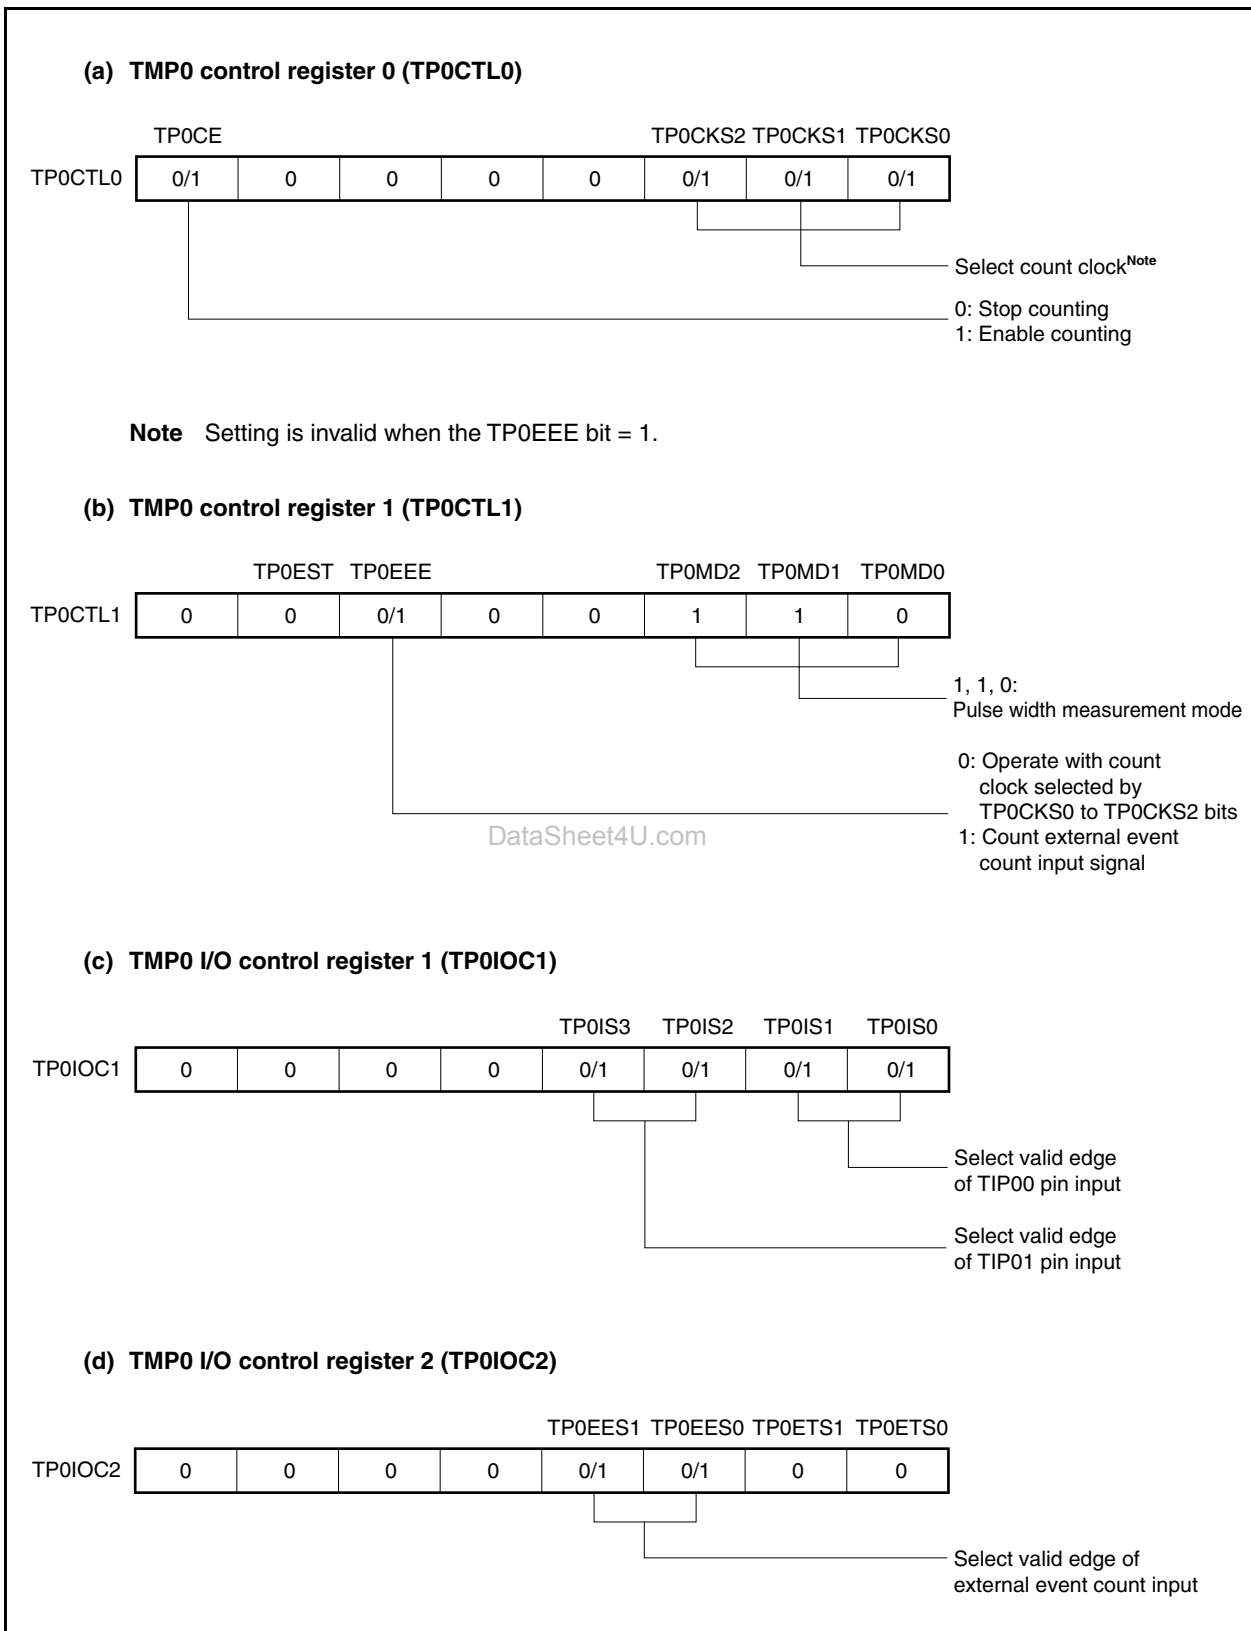 (a) TMP0 control register 0 (TP0CTL0)
TP0CE TP0CKS2 TP0CKS1 TP0CKS0
TP0CTL0 0/1 0 0 0 0 0/1 0/1 0/1
Select count clockNote
0: Stop counting
1: Enable counting
Note Setting is invalid when the TP0EEE bit = 1.
(b) TMP0 control register 1 (TP0CTL1)
TP0EST TP0EEE TP0MD2 TP0MD1 TP0MD0
TP0CTL1 0 0 0/1 0 0 1 1 0
1, 1, 0:
Pulse width measurement mode
0: Operate with count
clock selected by
TP0CKS0 to TP0CKS2 bits
1: Count external event
count input signal
DataSheet4U.com
(c) TMP0 I/O control register 1 (TP0IOC1)
TP0IS3 TP0IS2 TP0IS1 TP0IS0
TP0IOC1 0 0 0 0 0/1 0/1 0/1 0/1
Select valid edge
of TIP00 pin input
Select valid edge
of TIP01 pin input
(d) TMP0 I/O control register 2 (TP0IOC2)
TP0EES1 TP0EES0 TP0ETS1 TP0ETS0
TP0IOC2 0 0 0 0 0/1 0/1 0 0
Select valid edge of
external event count input